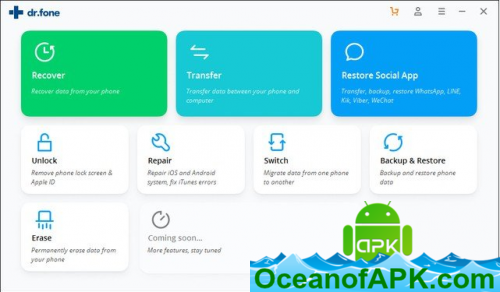 dr.fone
Recover
Recover data from your phone
Transfer
Transfer data between your phone and
computer
Restore Social App
Transfer, backup, restore WhatsApp, LINE,
Kik, Viber, WeChat
Unlock
Remove phone lock screen &
Apple ID
Repair
Repair iOS and Android
system, fix iTunes errors
Switch
Migrate data from one phone
to another
Backup & Restore
Backup and restore phone
data
Erase
Permanently erase data from
your phone
Coming soon...
More features, stay tuned
APK
OceanofAPK.com